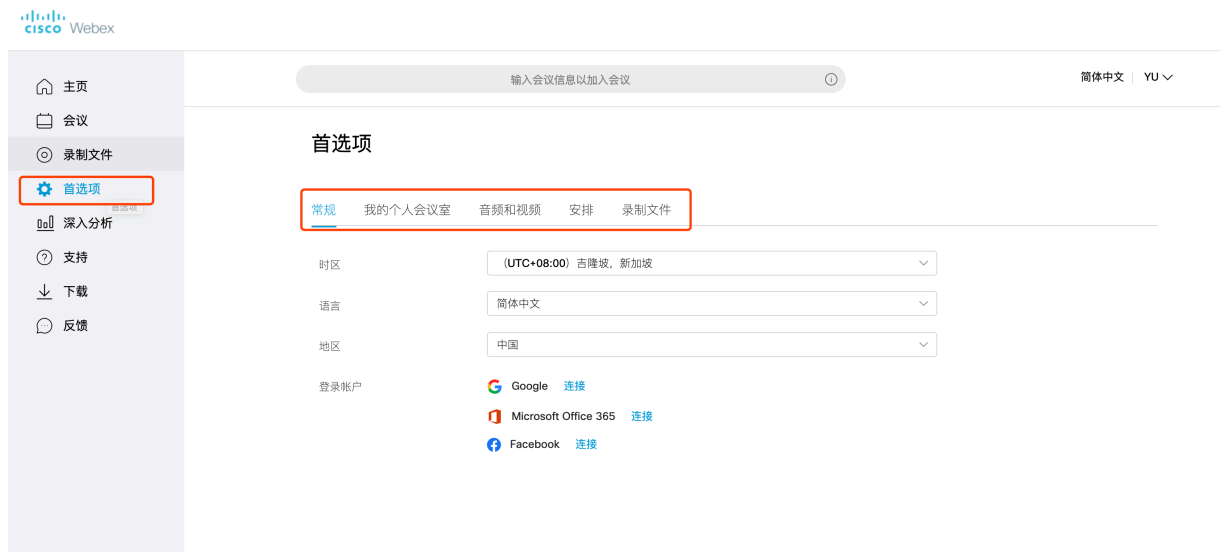 CISCO Webex
主页
会议
录制文件
首选项
首选项
深入分析
支持
下载
反馈
输入会议信息以加入会议
简体中文 YU
首选项
常规 我的个人会议室 音频和视频 安排 录制文件
时区 (UTC+08:00) 吉隆坡, 新加坡
语言 简体中文
地区 中国
登录帐户 Google 连接
Microsoft Office 365 连接
Facebook 连接